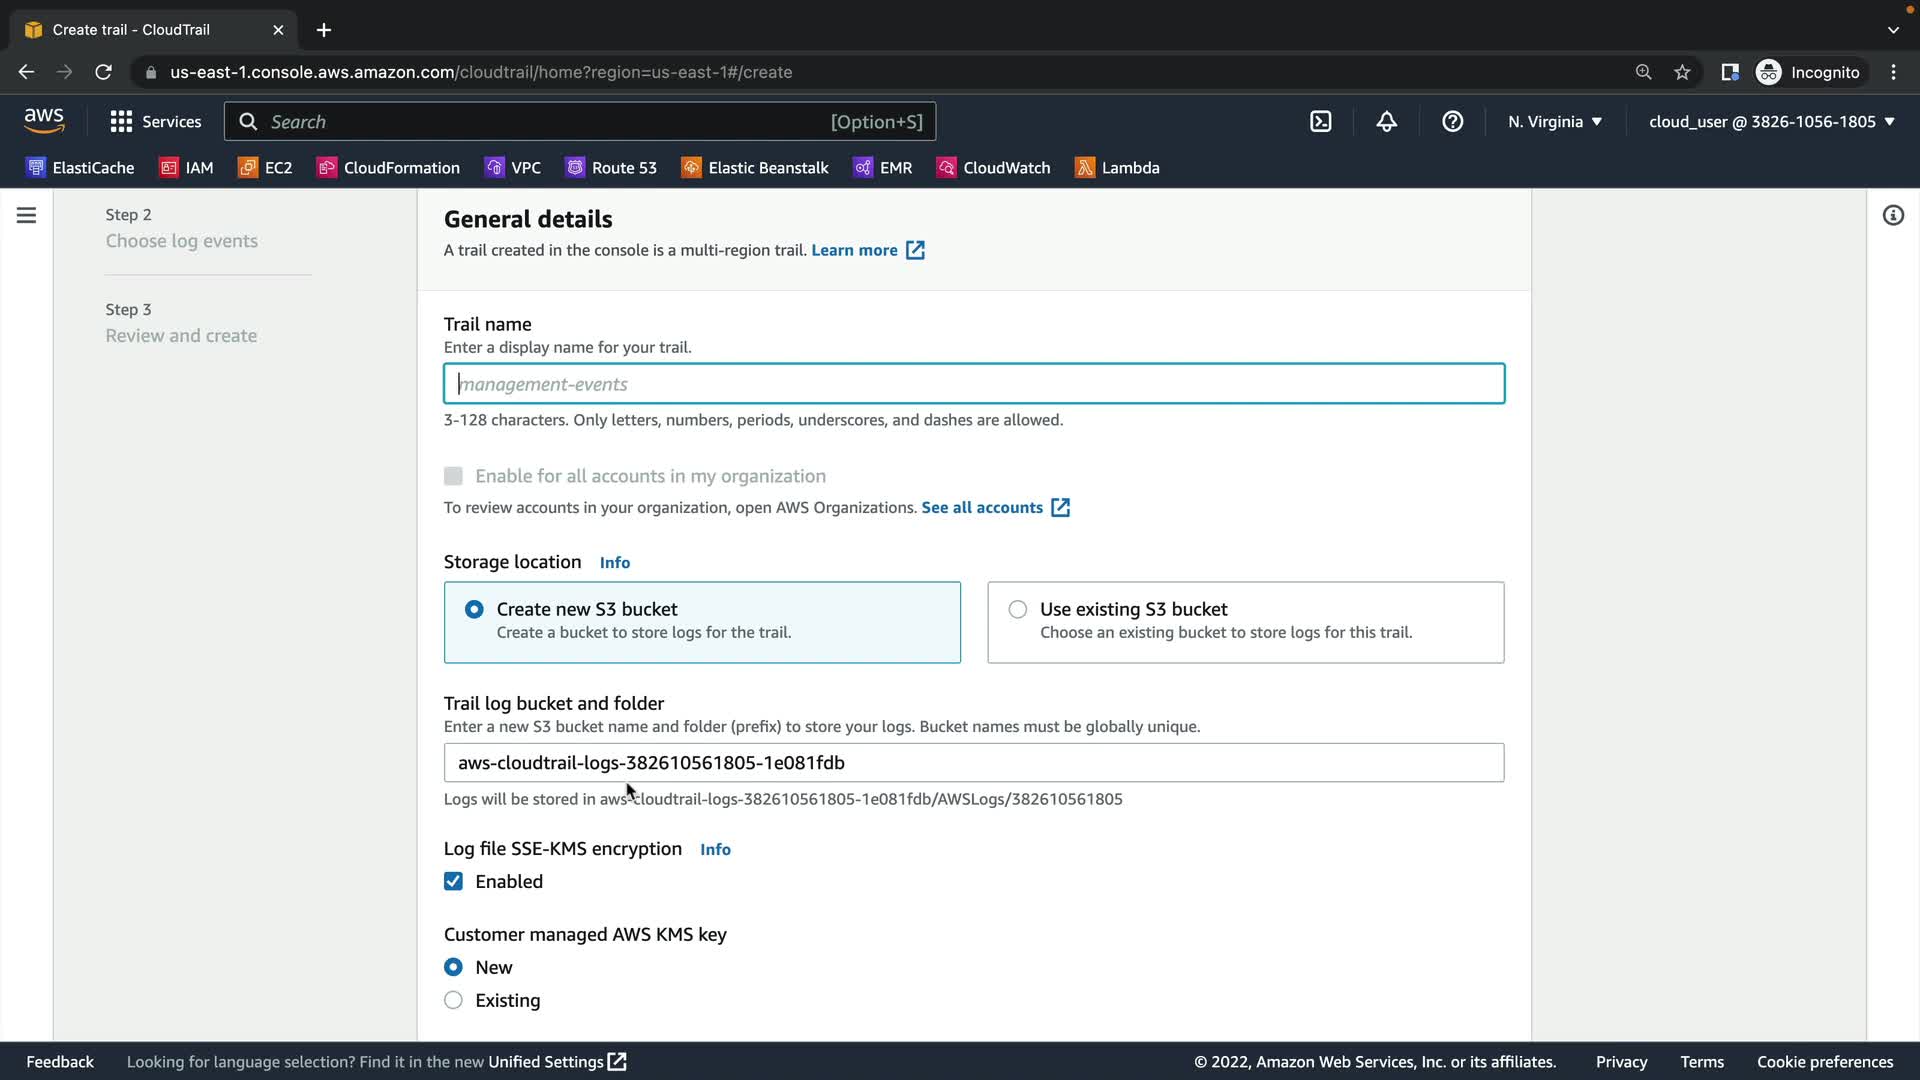 Create trail - CloudTrail
us-east-1.console.aws.amazon.com/cloudtrail/home?region=us-east-1#/create
Incognito
aws
Services
Search
[Option+S]
N. Virginia
cloud_user @ 3826-1056-1805
ElastiCache
IAM
EC2
CloudFormation
VPC
Route 53
Elastic Beanstalk
EMR
CloudWatch
Lambda
Step 2
Choose log events
Step 3
Review and create
General details
A trail created in the console is a multi-region trail. Learn more
Trail name
Enter a display name for your trail.
management-events
3-128 characters. Only letters, numbers, periods, underscores, and dashes are allowed.
Enable for all accounts in my organization
To review accounts in your organization, open AWS Organizations. See all accounts
Storage location Info
Create new S3 bucket
Create a bucket to store logs for the trail.
Use existing S3 bucket
Choose an existing bucket to store logs for this trail.
Trail log bucket and folder
Enter a new S3 bucket name and folder (prefix) to store your logs. Bucket names must be globally unique.
aws-cloudtrail-logs-382610561805-1e081fdb
Logs will be stored in aws-cloudtrail-logs-382610561805-1e081fdb/AWSLogs/382610561805
Log file SSE-KMS encryption Info
Enabled
Customer managed AWS KMS key
New
Existing
Feedback
Looking for language selection? Find it in the new Unified Settings
© 2022, Amazon Web Services, Inc. or its affiliates.
Privacy
Terms
Cookie preferences